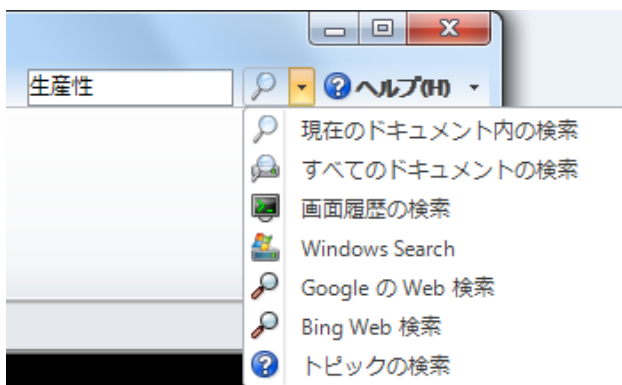 生産性
ヘルプ(H)
現在のドキュメント内の検索
すべてのドキュメントの検索
画面履歴の検索
Windows Search
Google の Web 検索
Bing Web 検索
トピックの検索